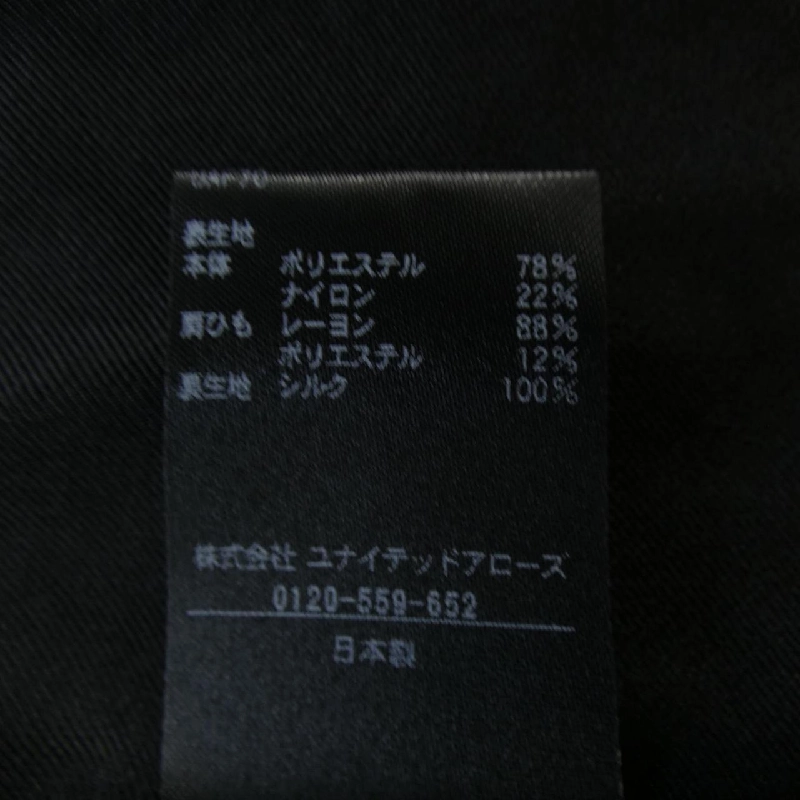 表生地
本体 ポリエステル 78%
ナイロン 22%
肩ひも レーヨン 88%
ポリエステル 12%
裏生地 シルク 100%
株式会社 ユナイテッドアローズ
0120-559-652
日本製